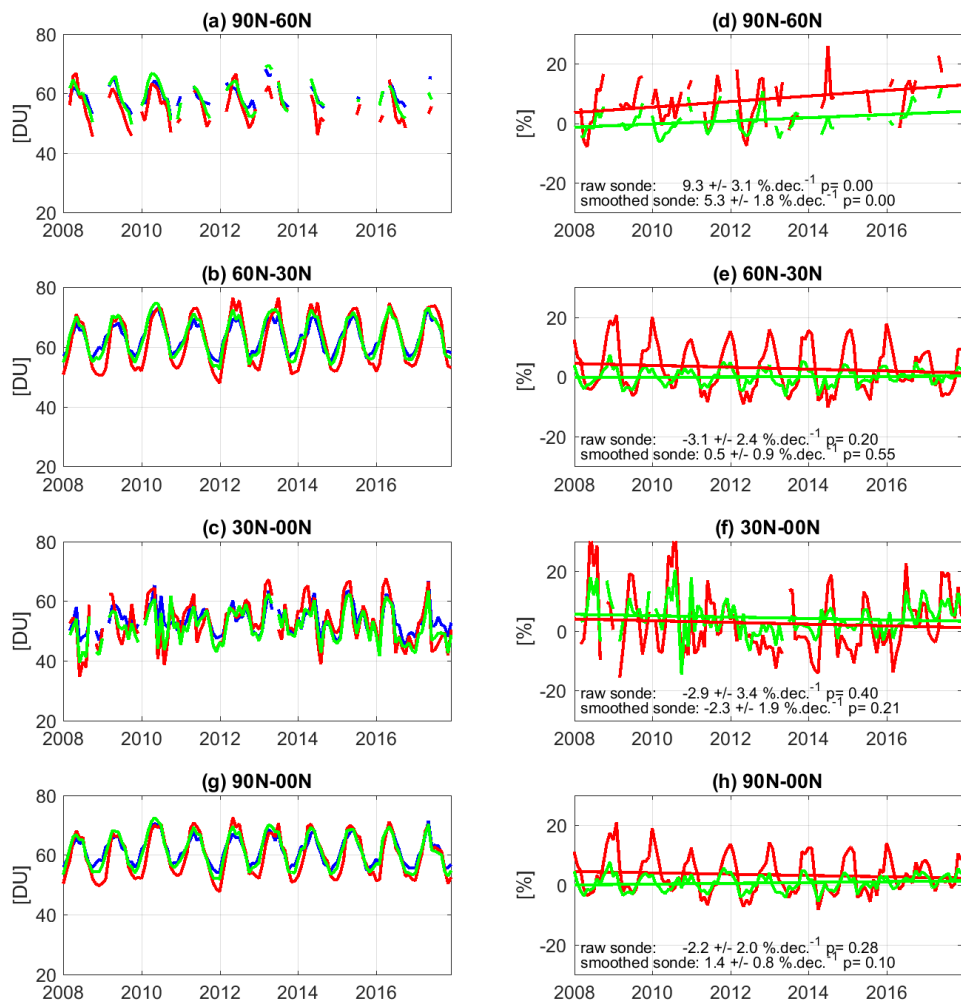 (a) 90N-60N
[DU]
80
60
40
20
2008 2010 2012 2014 2016
(d) 90N-60N
[%]
20
0
-20
raw sonde: 9.3 +/- 3.1 %.dec.-1 p= 0.00
smoothed sonde: 5.3 +/- 1.8 %.dec.-1 p= 0.00
2008 2010 2012 2014 2016
(b) 60N-30N
[DU]
80
60
40
20
2008 2010 2012 2014 2016
(e) 60N-30N
[%]
20
0
-20
raw sonde: -3.1 +/- 2.4 %.dec.-1 p= 0.20
smoothed sonde: 0.5 +/- 0.9 %.dec.-1 p= 0.55
2008 2010 2012 2014 2016
(c) 30N-00N
[DU]
80
60
40
20
2008 2010 2012 2014 2016
(f) 30N-00N
[%]
20
0
-20
raw sonde: -2.9 +/- 3.4 %.dec.-1 p= 0.40
smoothed sonde: -2.3 +/- 1.9 %.dec.-1 p= 0.21
2008 2010 2012 2014 2016
(g) 90N-00N
[DU]
80
60
40
20
2008 2010 2012 2014 2016
(h) 90N-00N
[%]
20
0
-20
raw sonde: -2.2 +/- 2.0 %.dec.-1 p= 0.28
smoothed sonde: 1.4 +/- 0.8 %.dec.-1 p= 0.10
2008 2010 2012 2014 2016